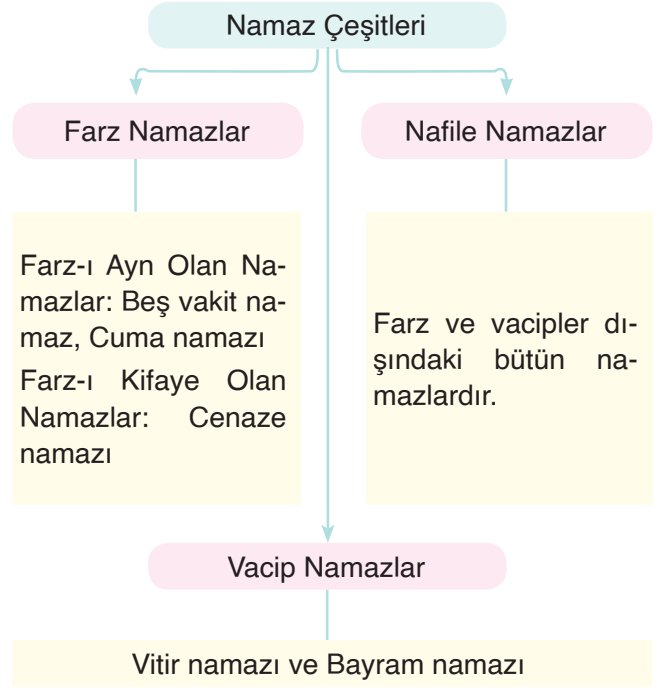 Namaz Çeşitleri
Farz Namazlar
Farz-ı Ayn Olan Na-
mazlar: Beş vakit na-
maz, Cuma namazı
Farz-ı Kifaye Olan
Namazlar: Cenaze
namazı
Nafile Namazlar
Farz ve vacipler dı-
şındaki bütün na-
mazlardır.
Vacip Namazlar
Vitir namazı ve Bayram namazı